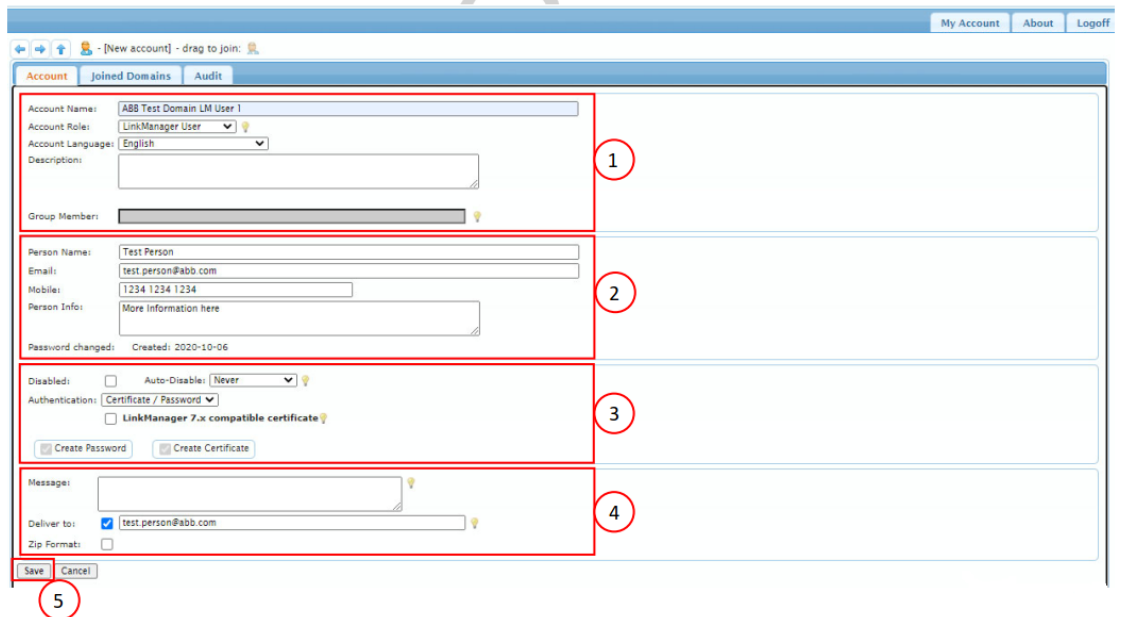 My Account About Logoff
- [New account] - drag to join:
Account Joined Domains Audit
Account Name: ABB Test Domain LM User 1
Account Role: LinkManager User
Account Language: English
Description:
1
Group Member:
Person Name: Test Person
Email: test.person@abb.com
Mobile: 1234 1234 1234
2
Person Info: More Information here
Password changed: Created: 2020-10-06
Disabled: Auto-Disable: Never
Authentication: Certificate / Password
LinkManager 7.x compatible certificate
3
Create Password Create Certificate
Message:
4
Deliver to: test.person@abb.com
Zip Format:
Save Cancel
5